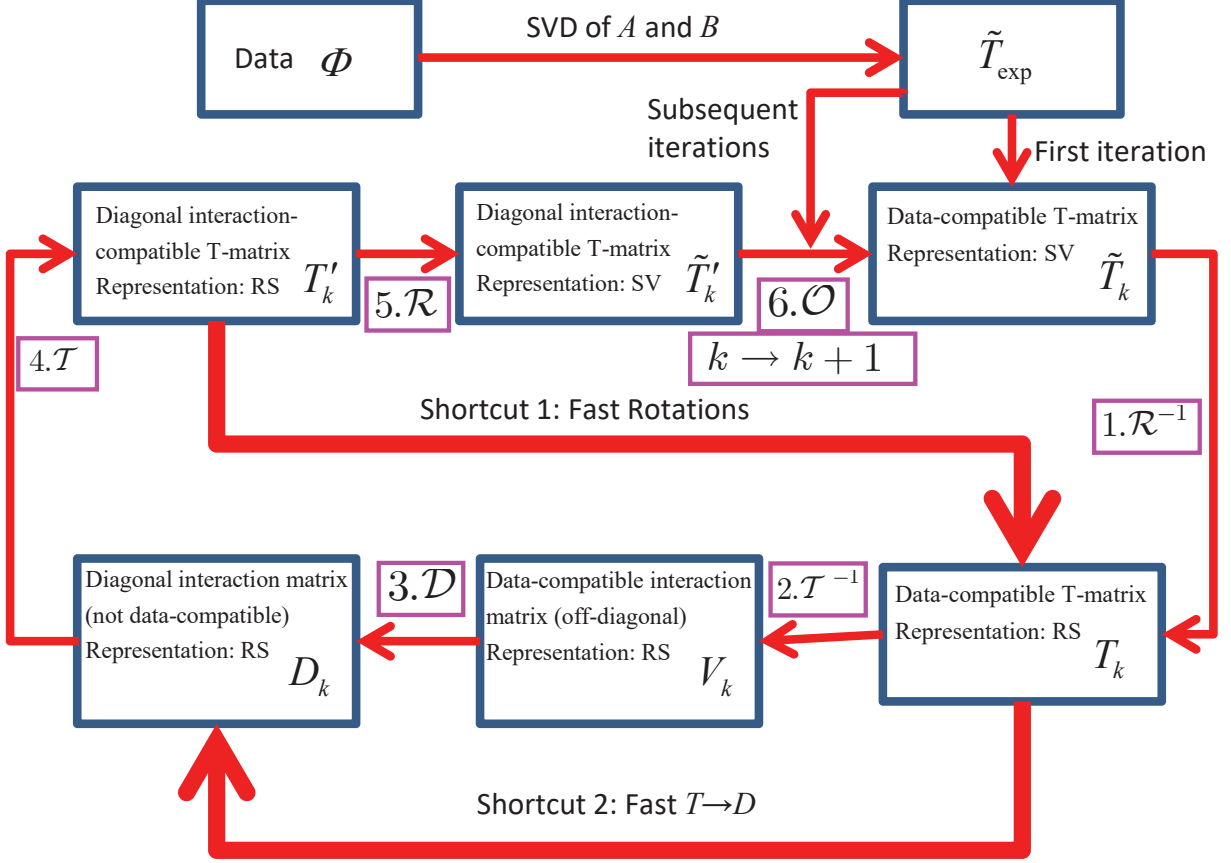 Data Φ
SVD of A and B
T̃exp
Subsequent
iterations
First iteration
Diagonal interaction-
compatible T-matrix
Representation: RS
T′k
5.ℛ
Diagonal interaction-
compatible T-matrix
Representation: SV
T̃′k
6.𝒪
k → k + 1
Data-compatible T-matrix
Representation: SV
T̃k
4.𝒯
Shortcut 1: Fast Rotations
1.ℛ⁻¹
Diagonal interaction matrix
(not data-compatible)
Representation: RS
Dk
3.𝒟
Data-compatible interaction
matrix (off-diagonal)
Representation: RS
Vk
2.𝒯⁻¹
Data-compatible T-matrix
Representation: RS
Tk
Shortcut 2: Fast T→D